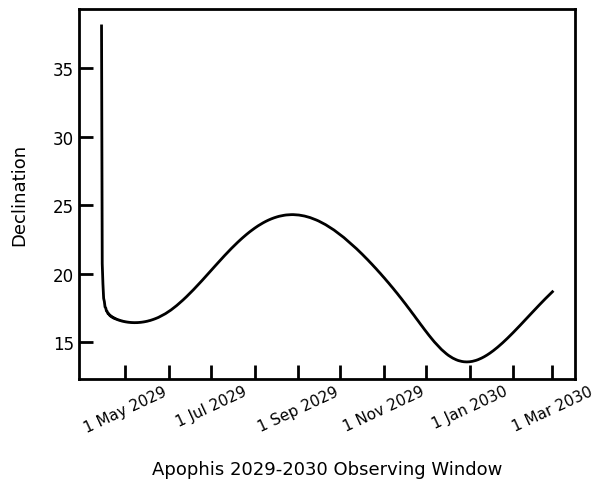 35
30
25
20
15
Declination
1 May 2029
1 Jul 2029
1 Sep 2029
1 Nov 2029
1 Jan 2030
1 Mar 2030
Apophis 2029-2030 Observing Window